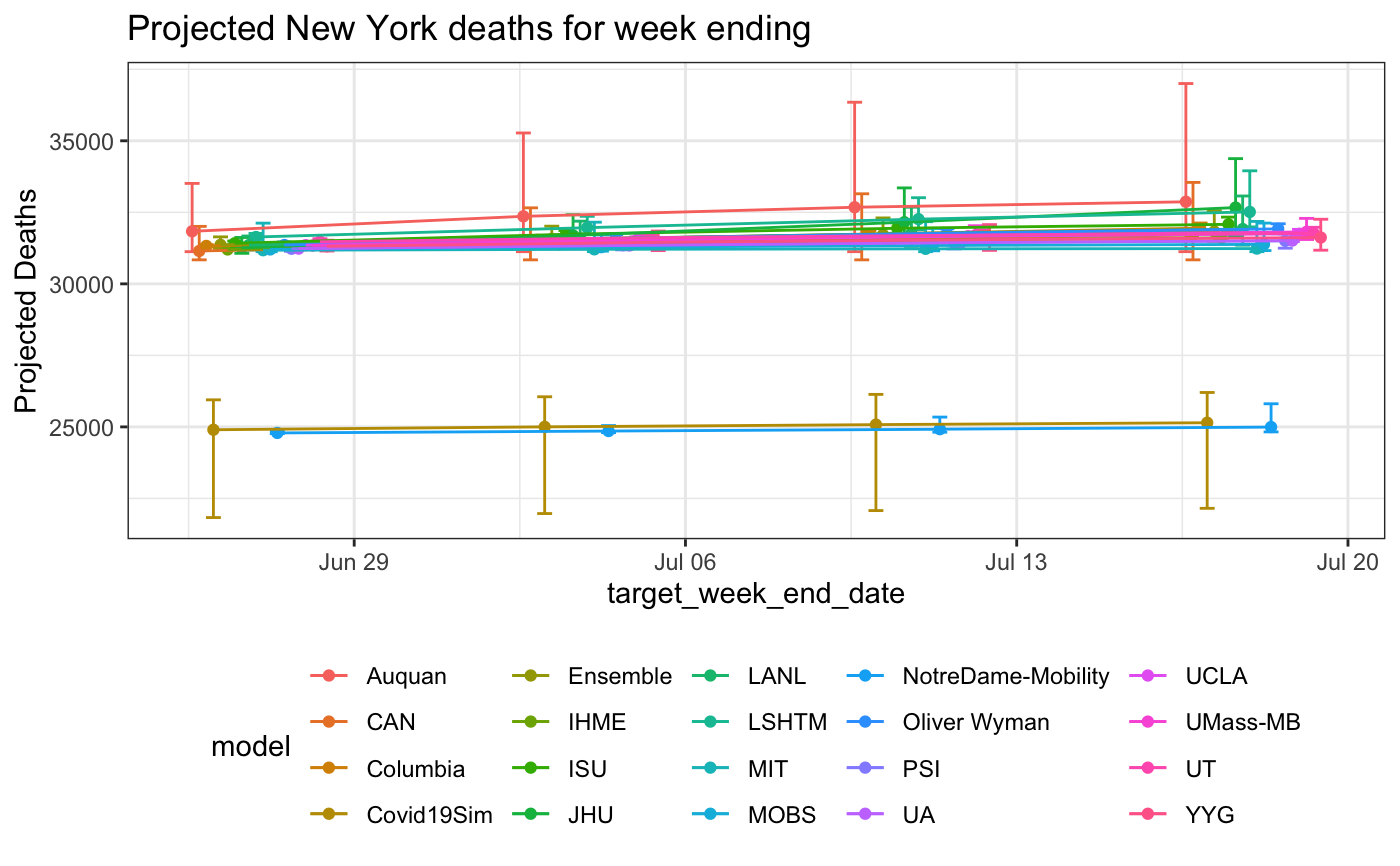 Projected New York deaths for week ending
Projected Deaths
35000
30000
25000
Jun 29 Jul 06 Jul 13 Jul 20
target_week_end_date
model
Auquan Ensemble LANL NotreDame-Mobility UCLA
CAN IHME LSHTM Oliver Wyman UMass-MB
Columbia ISU MIT PSI UT
Covid19Sim JHU MOBS UA YYG